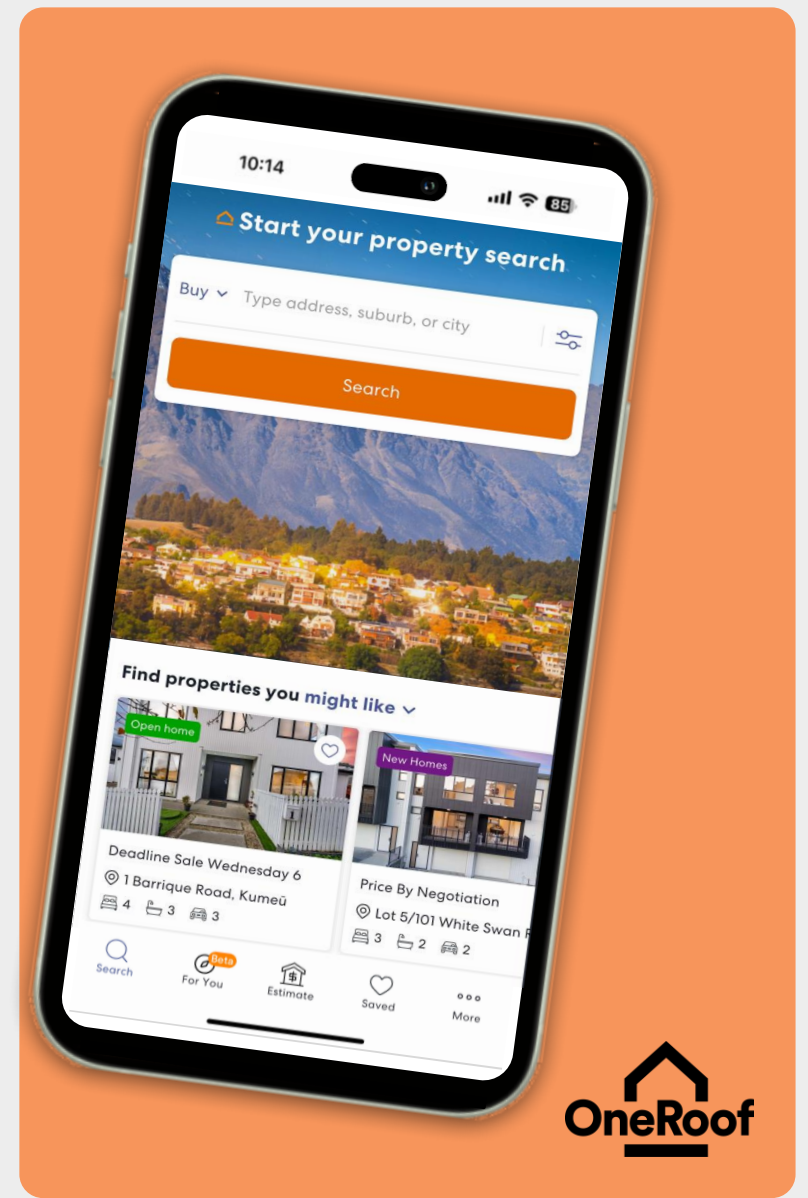 10:14
85
Start your property search
Buy
Type address, suburb, or city
Search
Find properties you might like
Open home
New Homes
Deadline Sale Wednesday 6
1 Barrique Road, Kumeū
4 3 3
Price By Negotiation
Lot 5/101 White Swan
3 2 2
Search
For You
Beta
Estimate
Saved
More
OneRoof